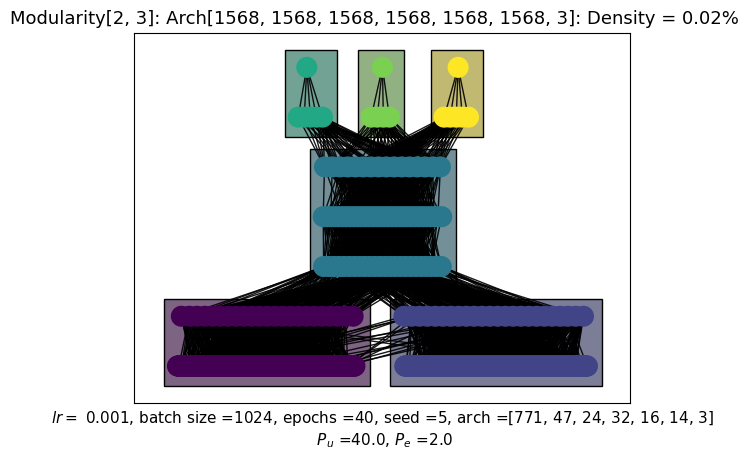 Modularity[2, 3]: Arch[1568, 1568, 1568, 1568, 1568, 1568, 3]: Density = 0.02%
lr = 0.001, batch size =1024, epochs =40, seed =5, arch =[771, 47, 24, 32, 16, 14, 3]
P_u =40.0, P_e =2.0